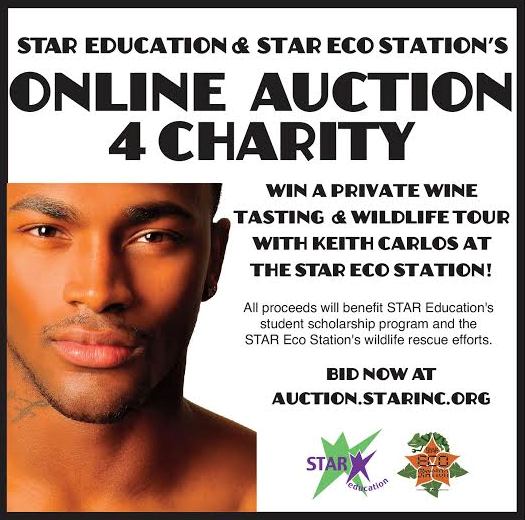 STAR EDUCATION & STAR ECO STATION'S
ONLINE AUCTION
4 CHARITY
WIN A PRIVATE WINE
TASTING & WILDLIFE TOUR
WITH KEITH CARLOS AT
THE STAR ECO STATION!
All proceeds will benefit STAR Education's
student scholarship program and the
STAR Eco Station's wildlife rescue efforts.
BID NOW AT
AUCTION.STARINC.ORG
STAR
education
ECO
Station